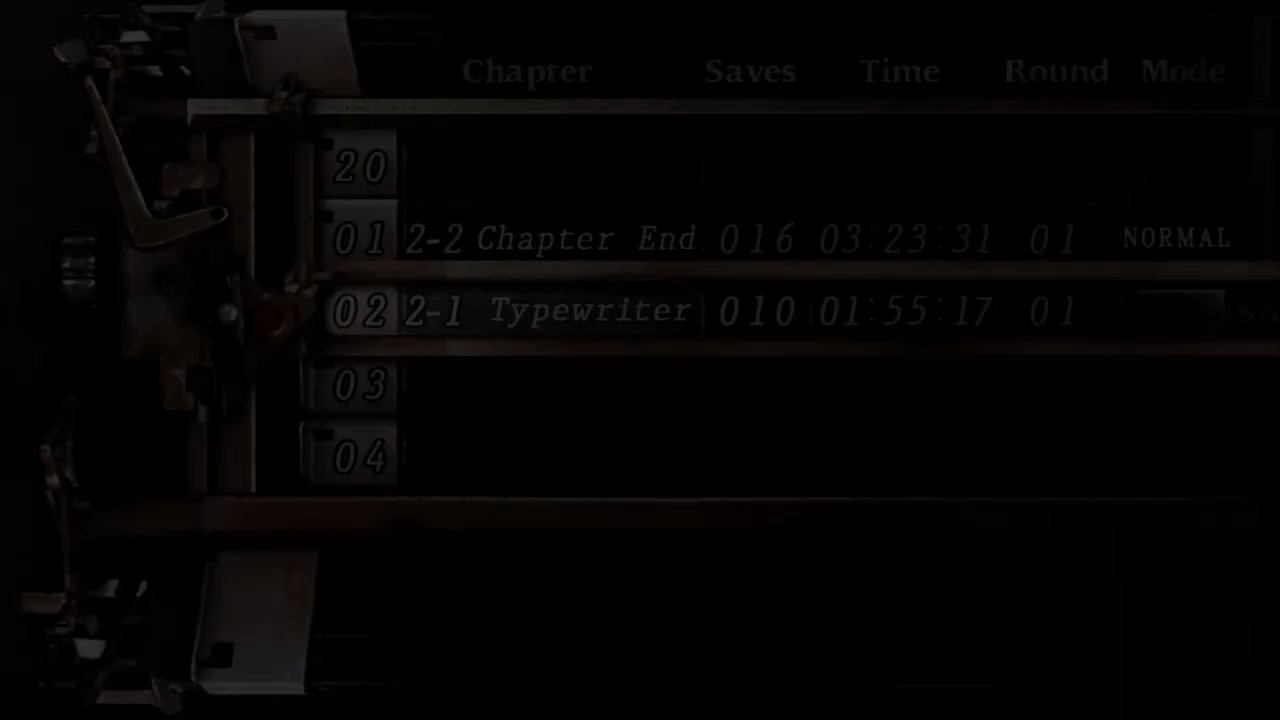 Chapter Saves Time Round Mode
20
01 2-2 Chapter End 016 03:23:31 01 NORMAL
02 2-1 Typewriter 010 01:55:17 01
03
04